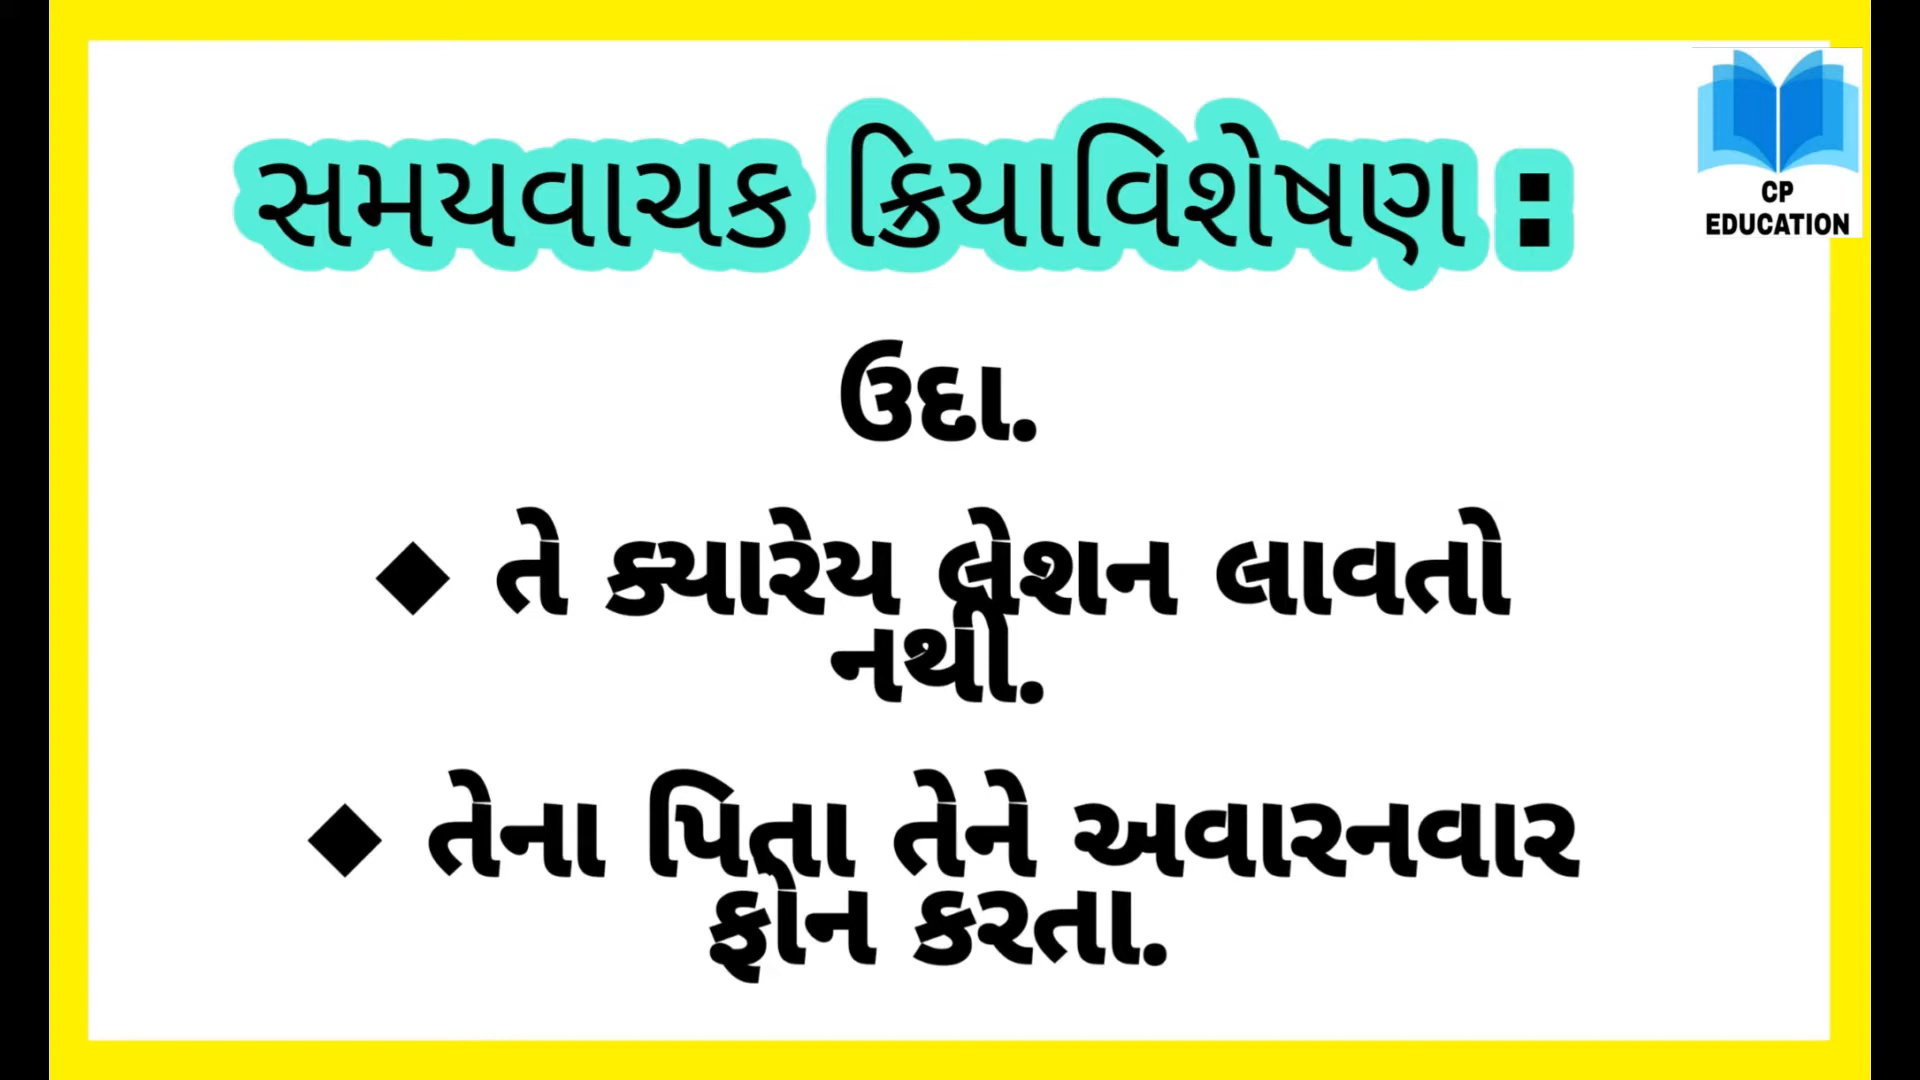 સમયવાચક ક્રિયાવિશેષણ :
CP
EDUCATION
ઉદા.
◆ તે ક્યારેય લેશન લાવતો
નથી.
◆ તેના પિતા તેને અવારનવાર
ફોન કરતા.